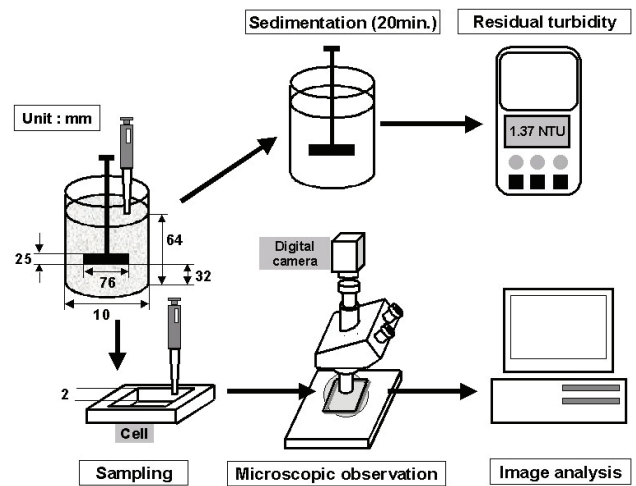 Sedimentation (20min.)
Residual turbidity
Unit : mm
1.37 NTU
64
25
76
32
10
Digital
camera
2
Cell
Sampling
Microscopic observation
Image analysis